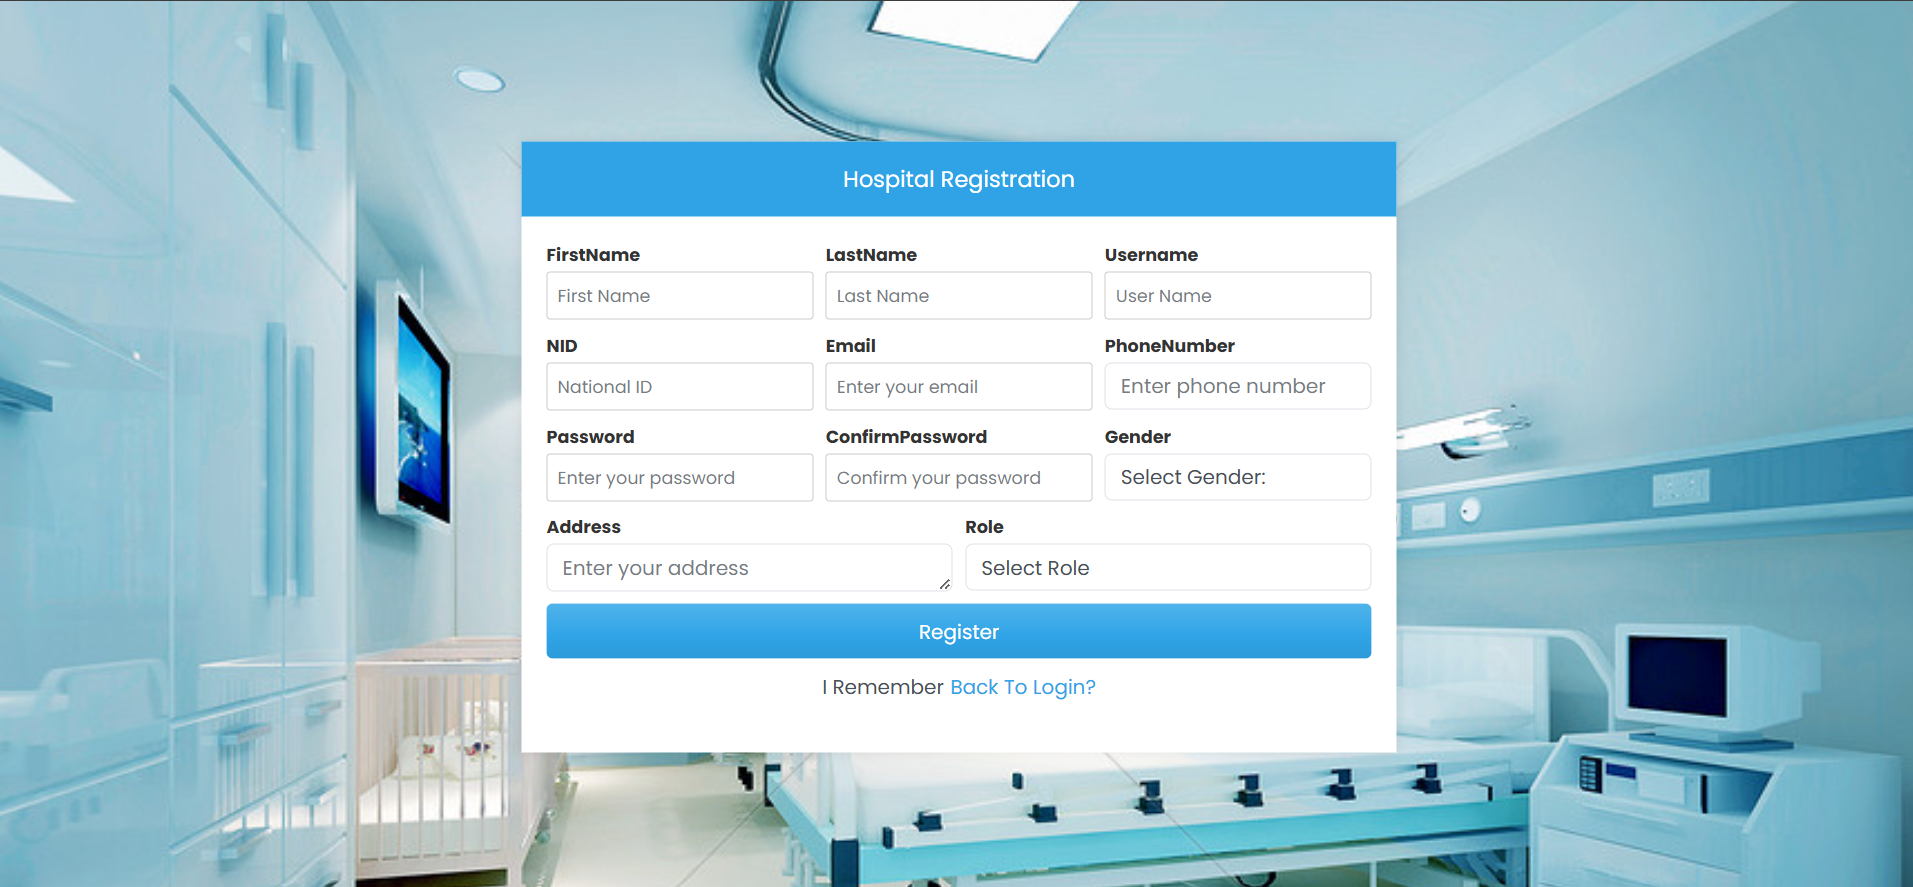 Hospital Registration
FirstName LastName Username
First Name Last Name User Name
NID Email PhoneNumber
National ID Enter your email Enter phone number
Password ConfirmPassword Gender
Enter your password Confirm your password Select Gender:
Address Role
Enter your address Select Role
Register
I Remember Back To Login?